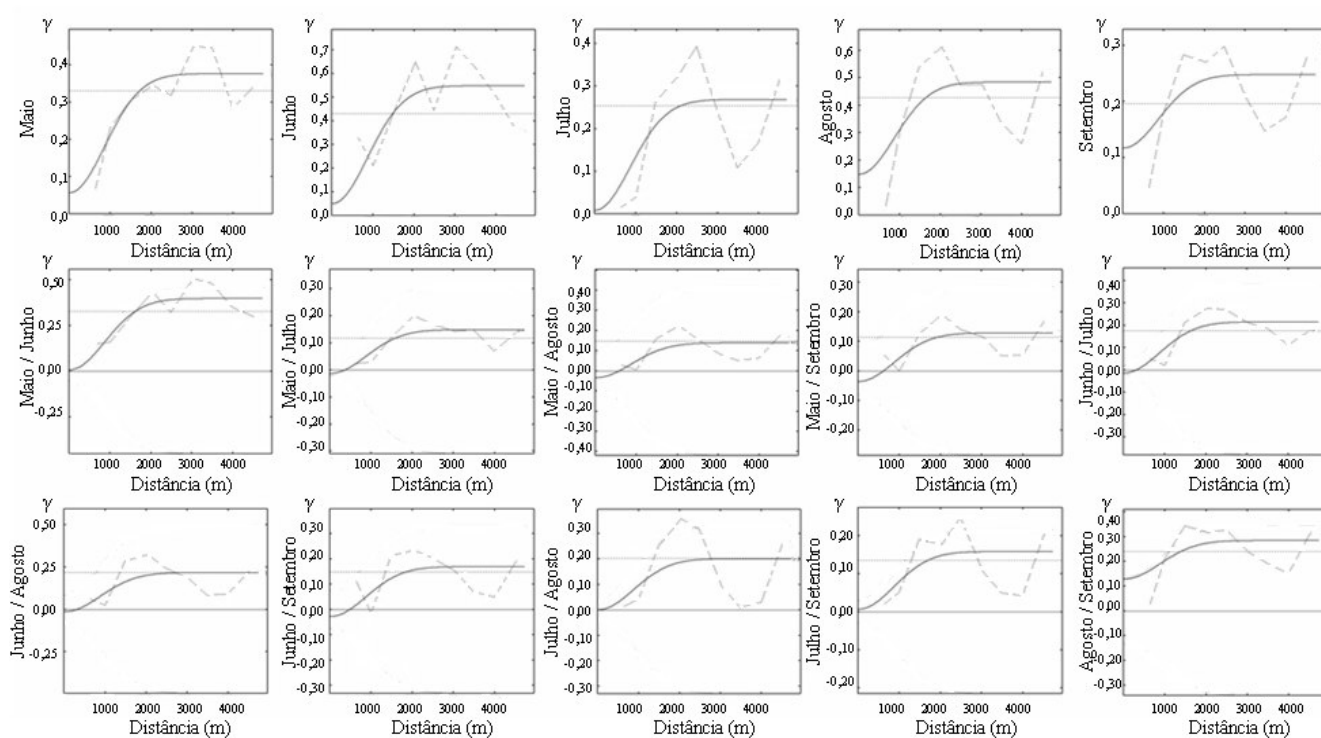 γ
Maio
0,4
0,3
0,2
0,1
0,0
1000 2000 3000 4000
Distância (m)
γ
Junho
0,7
0,6
0,5
0,4
0,3
0,2
0,1
0,0
1000 2000 3000 4000
Distância (m)
γ
Julho
0,4
0,3
0,2
0,1
0
1000 2000 3000 4000
Distância (m)
γ
Agosto
0,6
0,5
0,4
0,3
0,2
0,1
0,0
1000 2000 3000 4000
Distância (m)
γ
Setembro
0,3
0,2
0,1
0,0
1000 2000 3000 4000
Distância (m)
γ
Maio / Junho
0,50
0,25
0,00
-0,25
1000 2000 3000 4000
Distância (m)
γ
Maio / Julho
0,30
0,20
0,10
0,00
-0,10
-0,20
-0,30
1000 2000 3000 4000
Distância (m)
γ
Maio / Agosto
0,40
0,30
0,20
0,10
0,00
-0,10
-0,20
-0,30
-0,40
1000 2000 3000 4000
Distância (m)
γ
Maio / Setembro
0,30
0,20
0,10
0,00
-0,10
-0,20
1000 2000 3000 4000
Distância (m)
γ
Junho / Julho
0,40
0,30
0,20
0,10
0,00
-0,10
-0,20
-0,30
1000 2000 3000 4000
Distância (m)
γ
Junho / Agosto
0,50
0,25
0,00
-0,25
1000 2000 3000 4000
Distância (m)
γ
Junho / Setembro
0,30
0,20
0,10
0,00
-0,10
-0,20
-0,30
1000 2000 3000 4000
Distância (m)
γ
Julho / Agosto
0,30
0,20
0,10
0,00
-0,10
-0,20
-0,30
1000 2000 3000 4000
Distância (m)
γ
Julho / Setembro
0,20
0,10
0,00
-0,10
-0,20
1000 2000 3000 4000
Distância (m)
γ
Agosto / Setembro
0,40
0,30
0,20
0,10
0,00
0,10
0,20
-0,30
1000 2000 3000 4000
Distância (m)